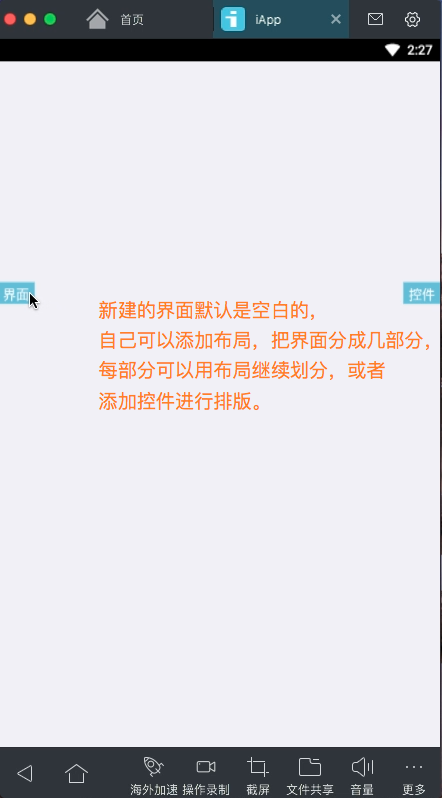 首页
iApp
2:27
界面
控件
新建的界面默认是空白的，
自己可以添加布局，把界面分成几部分，
每部分可以用布局继续划分，或者
添加控件进行排版。
海外加速 操作录制 截屏 文件共享 音量 更多